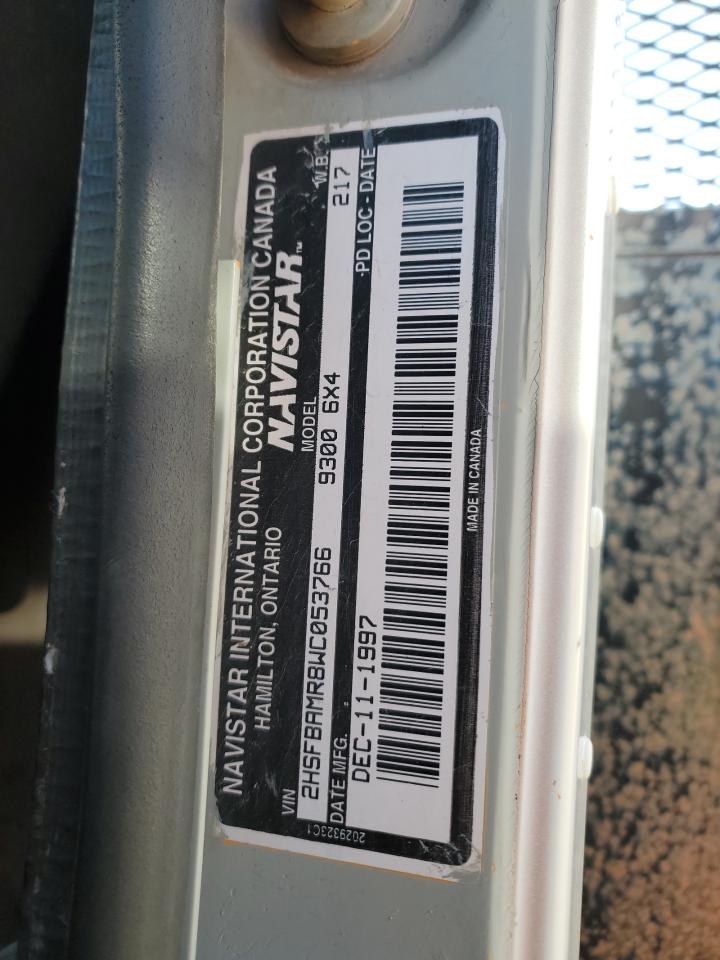 NAVISTAR INTERNATIONAL CORPORATION CANADA
HAMILTON, ONTARIO
NAVISTAR™
VIN MODEL W.B.
2HSFBAMR8WC053766 9300 6X4 217
DATE MFG. PD LOC - DATE
DEC-11-1997
MADE IN CANADA
2029323C1